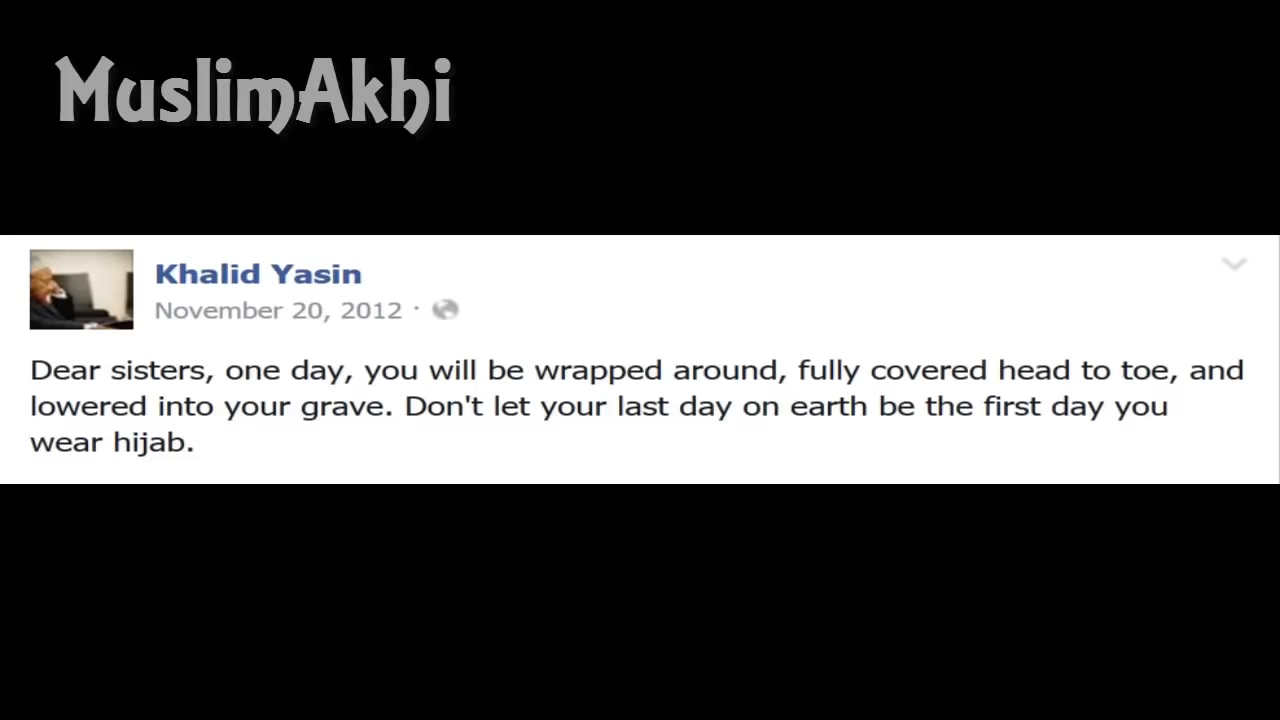 MuslimAkhi
Khalid Yasin
November 20, 2012 ·
Dear sisters, one day, you will be wrapped around, fully covered head to toe, and
lowered into your grave. Don't let your last day on earth be the first day you
wear hijab.